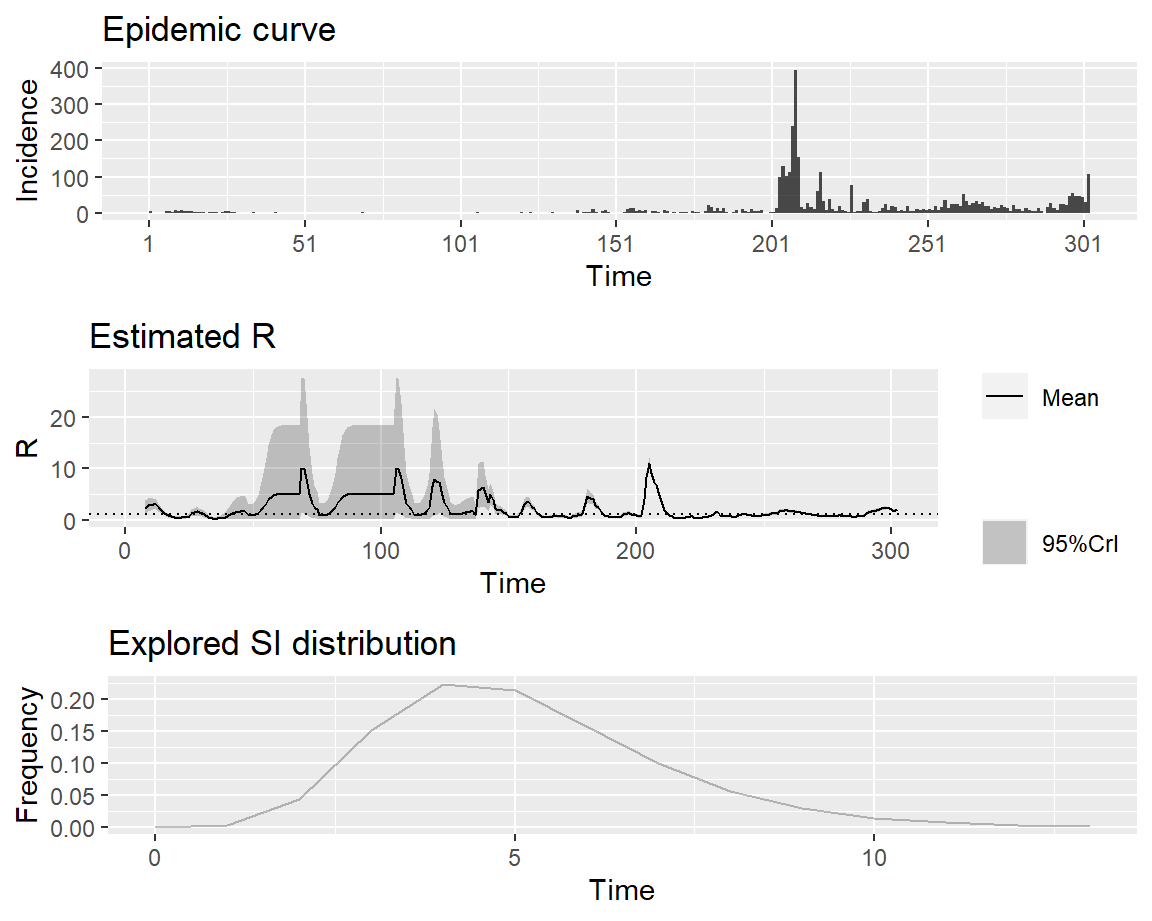 Epidemic curve
400
300
200
100
0
Incidence
1 51 101 151 201 251 301
Time
Estimated R
20
10
0
R
0 100 200 300
Time
Mean
95%CrI
Explored SI distribution
0.20
0.15
0.10
0.05
0.00
Frequency
0 5 10
Time